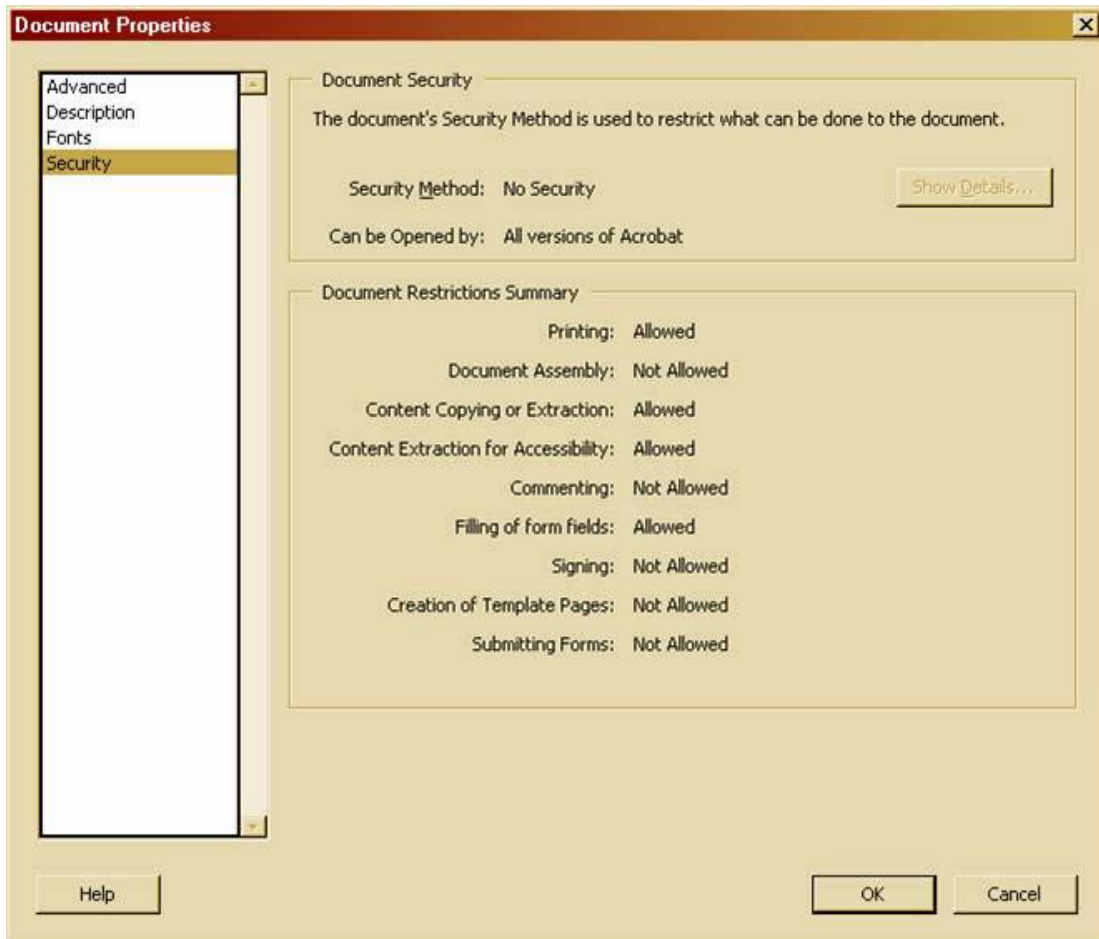 Document Properties
Advanced
Description
Fonts
Security
Document Security
The document's Security Method is used to restrict what can be done to the document.
Security Method: No Security
Show Details...
Can be Opened by: All versions of Acrobat
Document Restrictions Summary
Printing: Allowed
Document Assembly: Not Allowed
Content Copying or Extraction: Allowed
Content Extraction for Accessibility: Allowed
Commenting: Not Allowed
Filling of form fields: Allowed
Signing: Not Allowed
Creation of Template Pages: Not Allowed
Submitting Forms: Not Allowed
Help
OK
Cancel